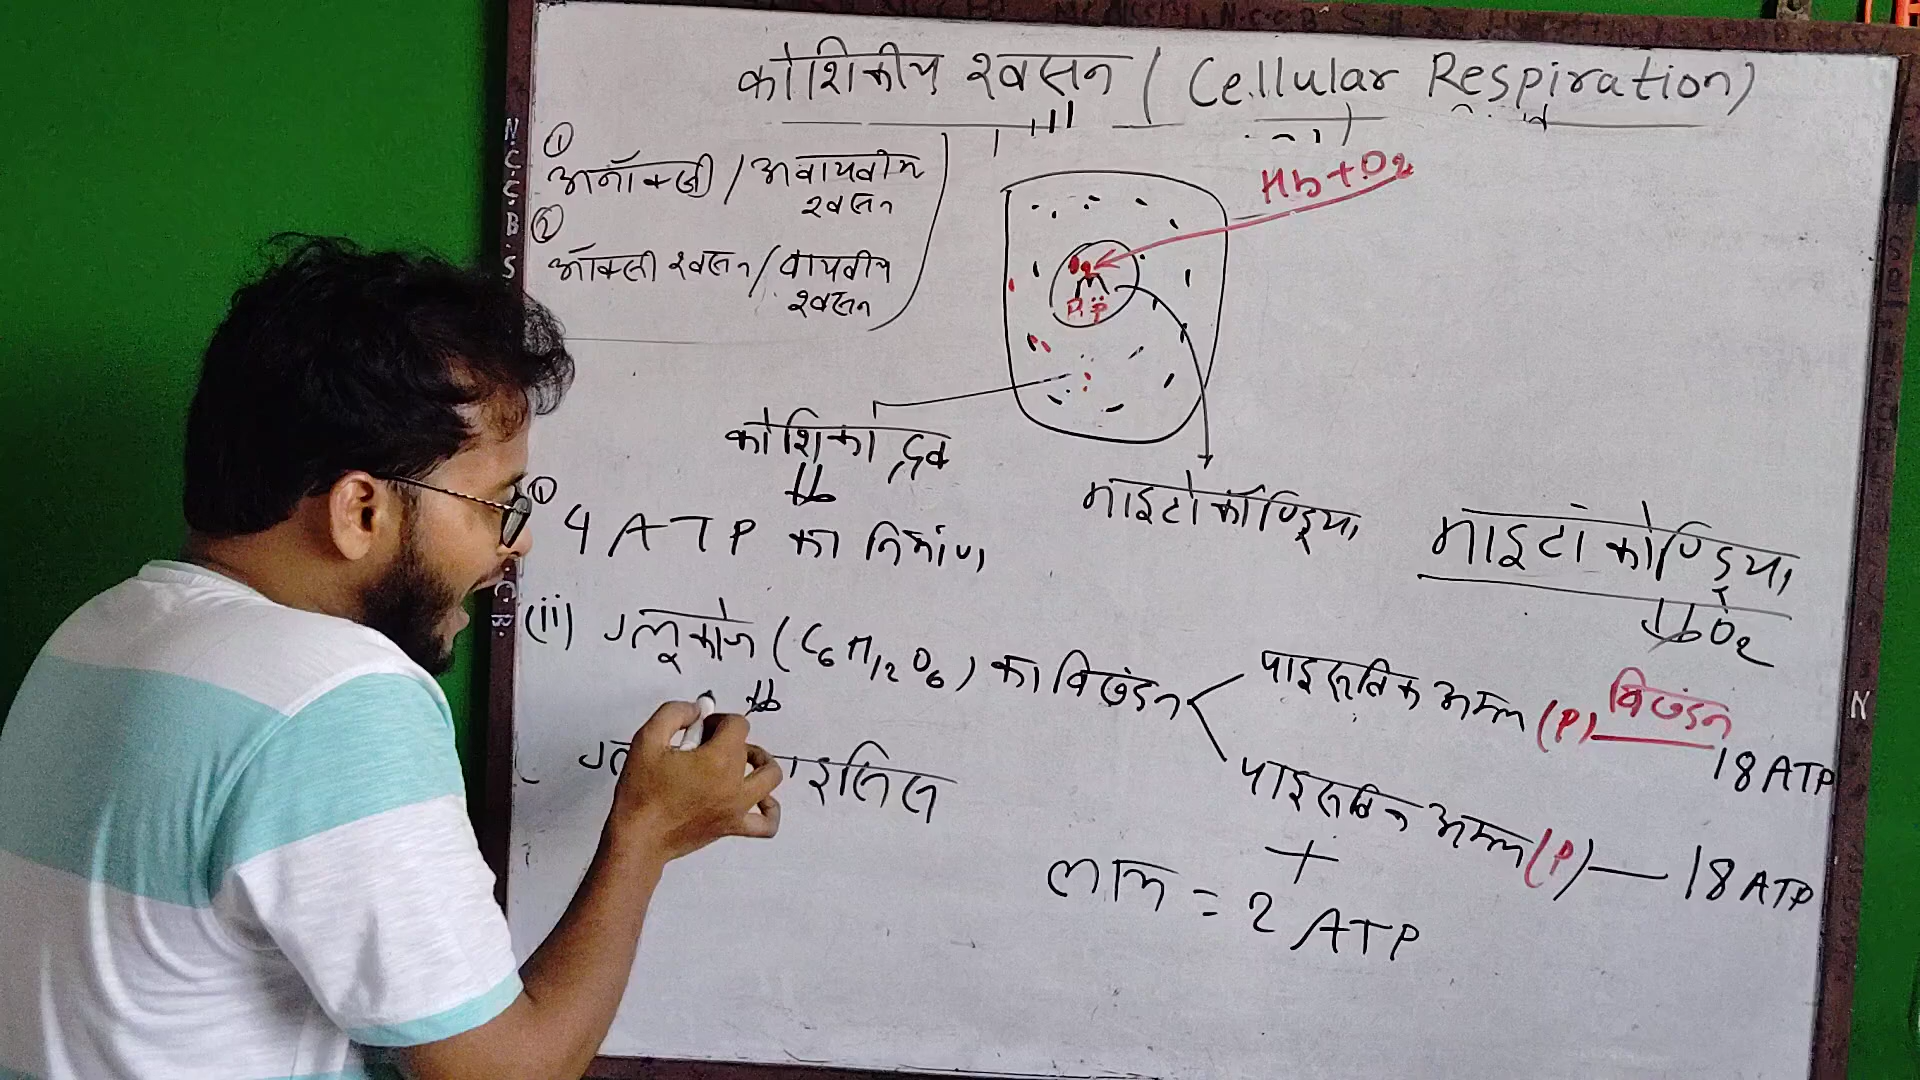 कोशिकीय श्वसन ( Cellular Respiration)
①
अनॉक्सी / अवायवीय
श्वसन
②
ऑक्सी श्वसन / वायवीय
श्वसन
Hb+O2
O2
P. P
कोशिका द्रव
माइटोकॉण्ड्रिया
माइटोकोण्ड्रिया
O2
① 4 ATP का निर्माण
(ii) ग्लूकोज (C6H12O6) का विखंडन
पाइरूविक अम्ल (P) विखंडन 18 ATP
पाइरूविक अम्ल (P) — 18 ATP
+
लाभ = 2 ATP
N.C.C.B.S
N